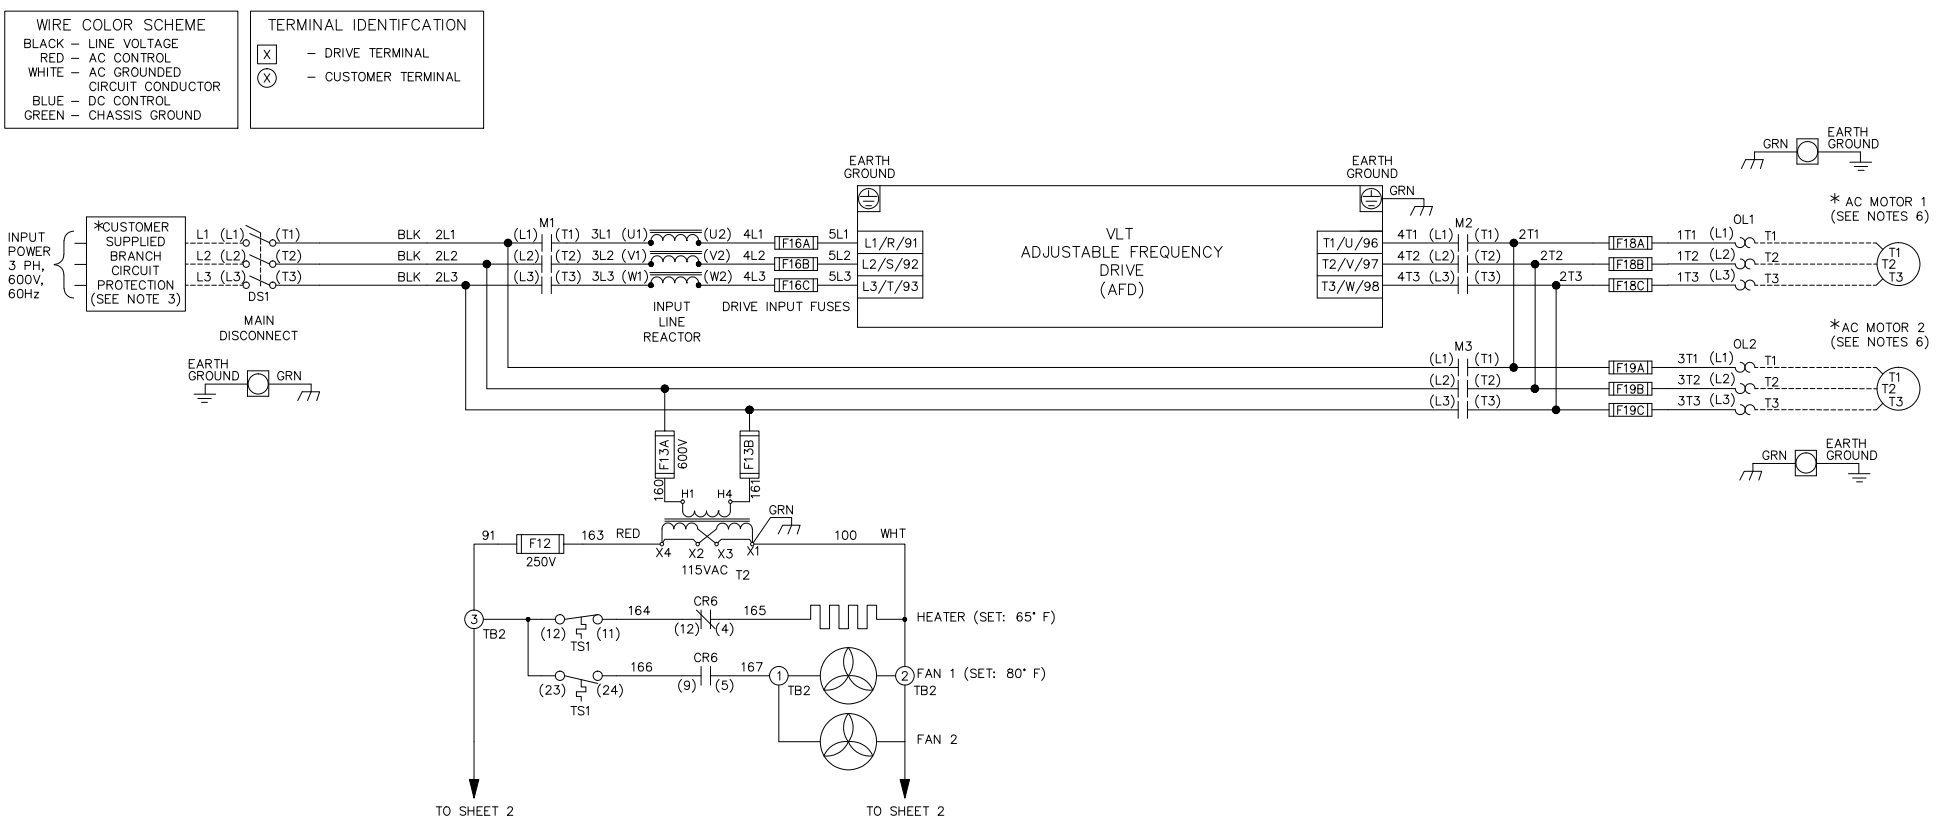 WIRE COLOR SCHEME
BLACK – LINE VOLTAGE
RED – AC CONTROL
WHITE – AC GROUNDED
CIRCUIT CONDUCTOR
BLUE – DC CONTROL
GREEN – CHASSIS GROUND
TERMINAL IDENTIFCATION
X – DRIVE TERMINAL
X – CUSTOMER TERMINAL
INPUT
POWER
3 PH,
600V,
60Hz
*CUSTOMER
SUPPLIED
BRANCH
CIRCUIT
PROTECTION
(SEE NOTE 3)
L1 (L1) (T1) BLK 2L1 (L1) M1 (T1) 3L1 (U1) (U2) 4L1 F16A 5L1 L1/R/91
L2 (L2) (T2) BLK 2L2 (L2) (T2) 3L2 (V1) (V2) 4L2 F16B 5L2 L2/S/92
L3 (L3) (T3) BLK 2L3 (L3) (T3) 3L3 (W1) (W2) 4L3 F16C 5L3 L3/T/93
DS1
MAIN
DISCONNECT
EARTH
GROUND
GRN
INPUT
LINE
REACTOR
DRIVE INPUT FUSES
EARTH
GROUND
VLT
ADJUSTABLE FREQUENCY
DRIVE
(AFD)
EARTH
GROUND
GRN
T1/U/96 4T1 (L1) M2 (T1) 2T1 F18A 1T1 (L1) OL1 T1
T2/V/97 4T2 (L2) (T2) 2T2 F18B 1T2 (L2) T2
T3/W/98 4T3 (L3) (T3) 2T3 F18C 1T3 (L3) T3
GRN
EARTH
GROUND
* AC MOTOR 1
(SEE NOTES 6)
T1
T2
T3
M3
(L1) (T1) F19A 3T1 (L1) OL2 T1
(L2) (T2) F19B 3T2 (L2) T2
(L3) (T3) F19C 3T3 (L3) T3
*AC MOTOR 2
(SEE NOTES 6)
T1
T2
T3
GRN
EARTH
GROUND
F13A
600V
F13B
160
161
H1 H4
GRN
91 F12 163 RED
250V
X4 X2 X3 X1
115VAC T2
100 WHT
3
TB2
(12) (11)
TS1
164
CR6
(12) (4)
165
HEATER (SET: 65° F)
(23) (24)
TS1
166
CR6
(9) (5)
167
1
TB2
2
TB2
FAN 1 (SET: 80° F)
FAN 2
TO SHEET 2
TO SHEET 2